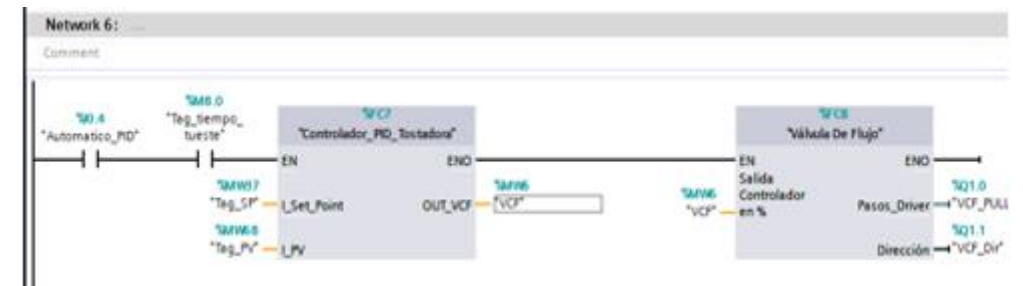 Network 6: ...
Comment
%I0.4
"Automatico_PID"
%M8.0
"Tag_tiempo_
tueste"
%FC7
"Controlador_PID_Tostadora"
EN
ENO
"Tag_SP"
I_Set_Point
OUT_VCF
%MW6
"VCF"
"Tag_PV"
I_PV
%FC8
"Válvula De Flujo"
EN
ENO
%MW6
"VCF"
Salida
Controlador
en %
Pasos_Driver
%Q1.0
"VCF_PULL
Dirección
%Q1.1
"VCF_Dir"